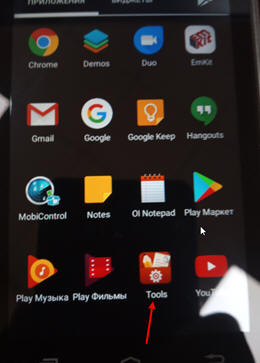 ПРИЛОЖЕНИЯ ВИДЖЕТЫ
Chrome Demos Duo EmKit
Gmail Google Google Keep Hangouts
MobiControl Notes OI Notepad Play Маркет
Play Музыка Play Фильмы Tools YouTube